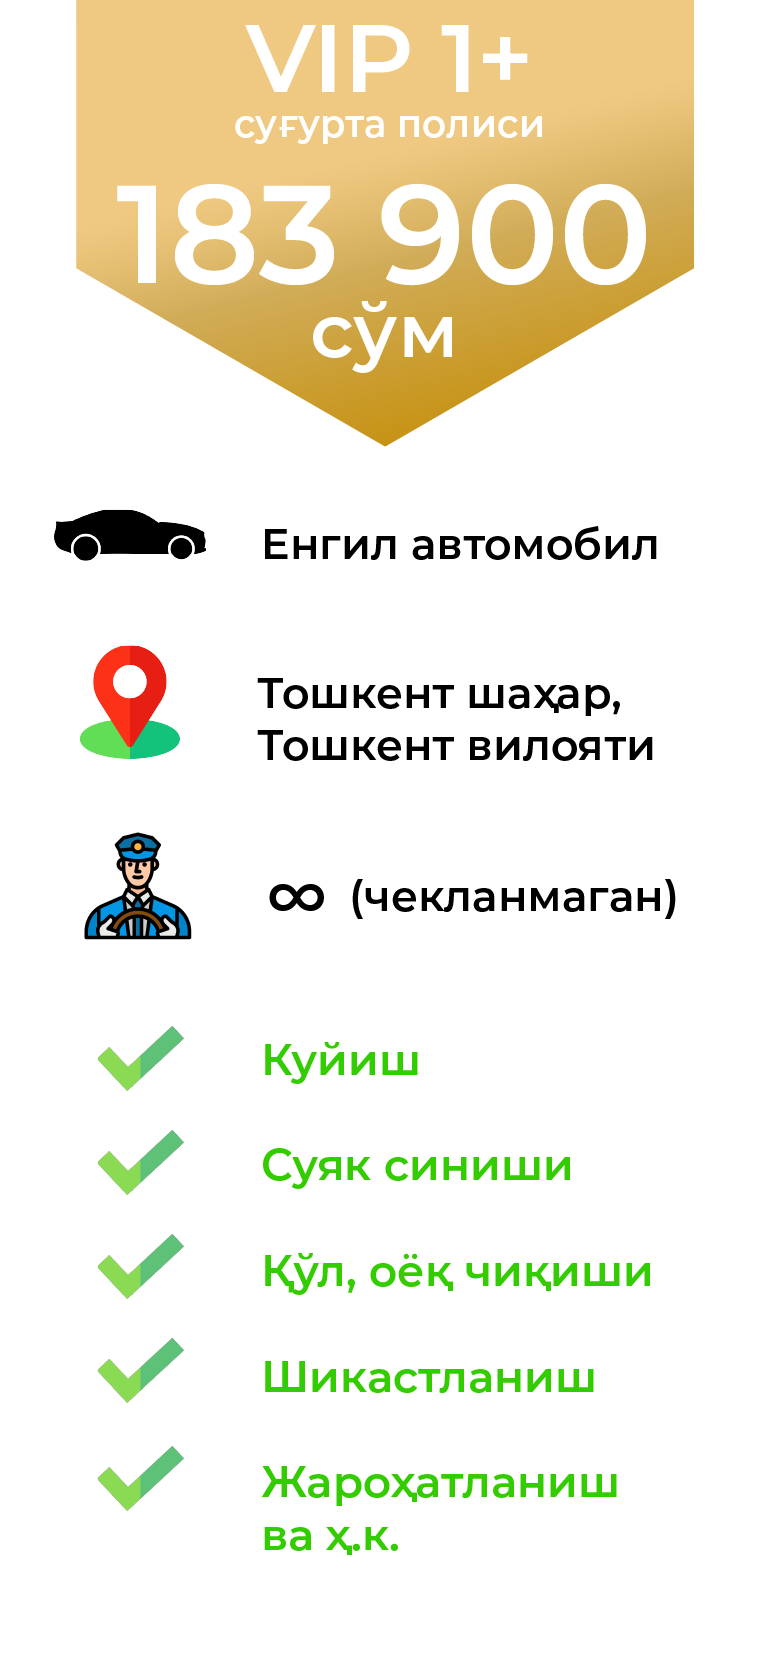 VIP 1+
суғурта полиси
183 900
сўм
Енгил автомобил
Тошкент шаҳар,
Тошкент вилояти
∞ (чекланмаган)
Куйиш
Суяк синиши
Қўл, оёқ чиқиши
Шикастланиш
Жароҳатланиш
ва ҳ.к.